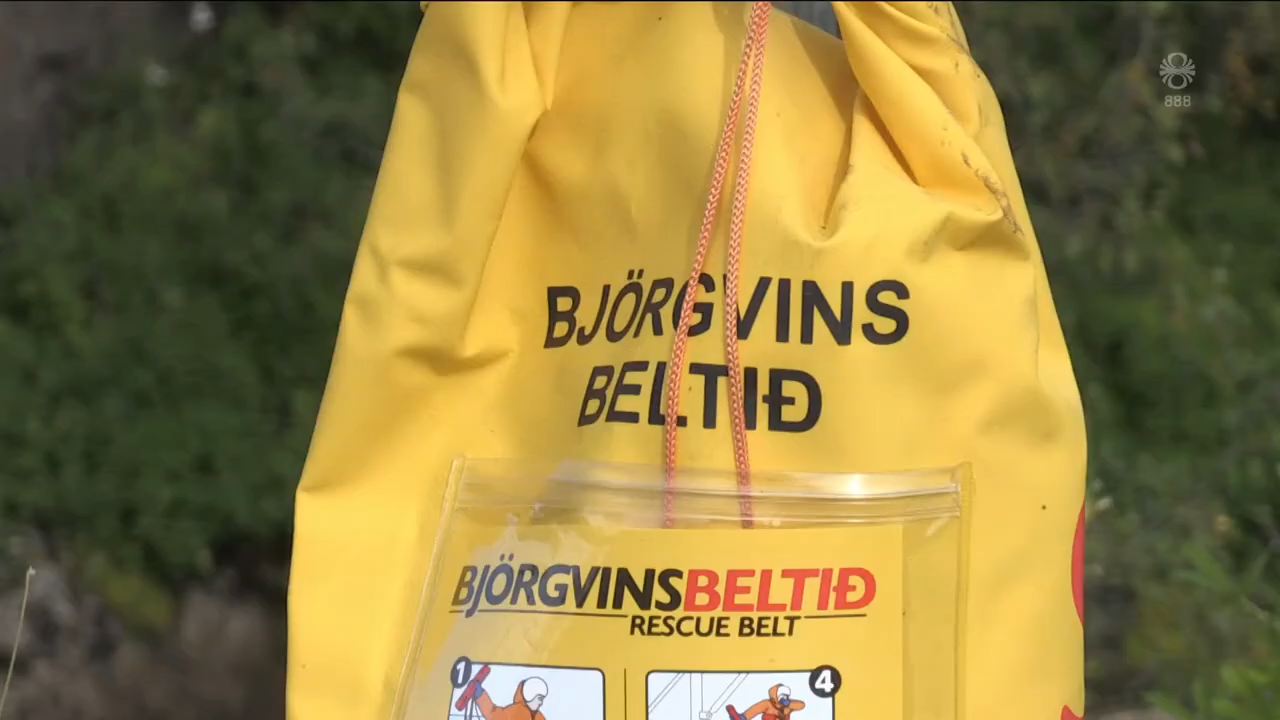 888
BJÖRGVINS
BELTIÐ
BJÖRGVINSBELTIÐ
RESCUE BELT
1
4